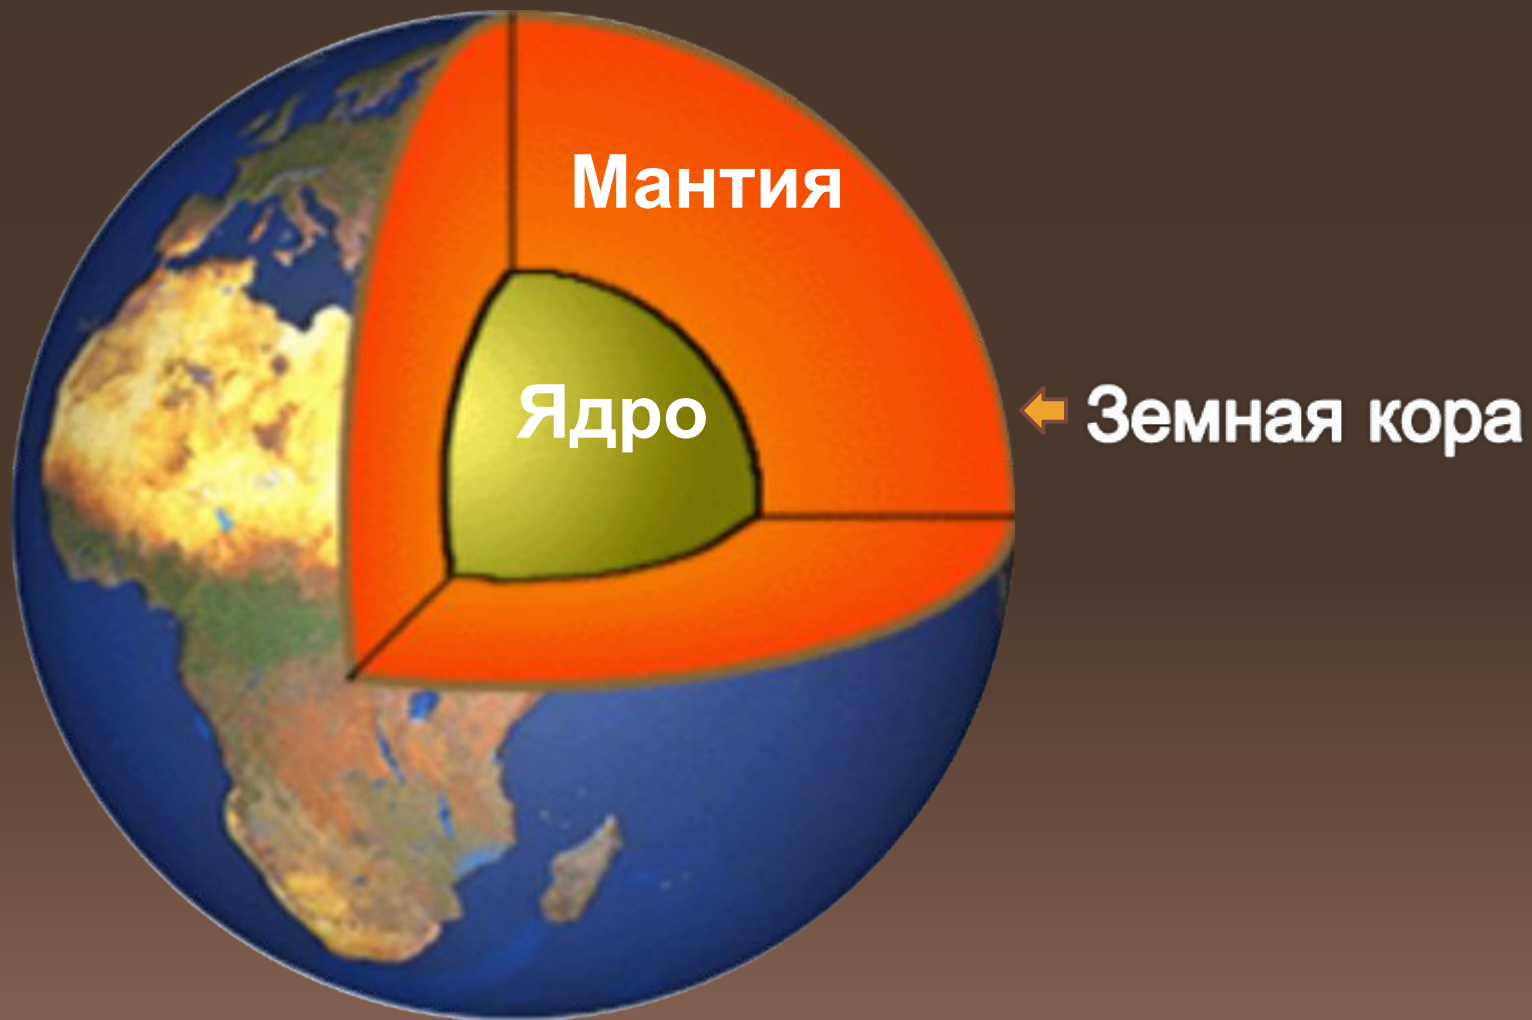 Мантия
Ядро
Земная кора